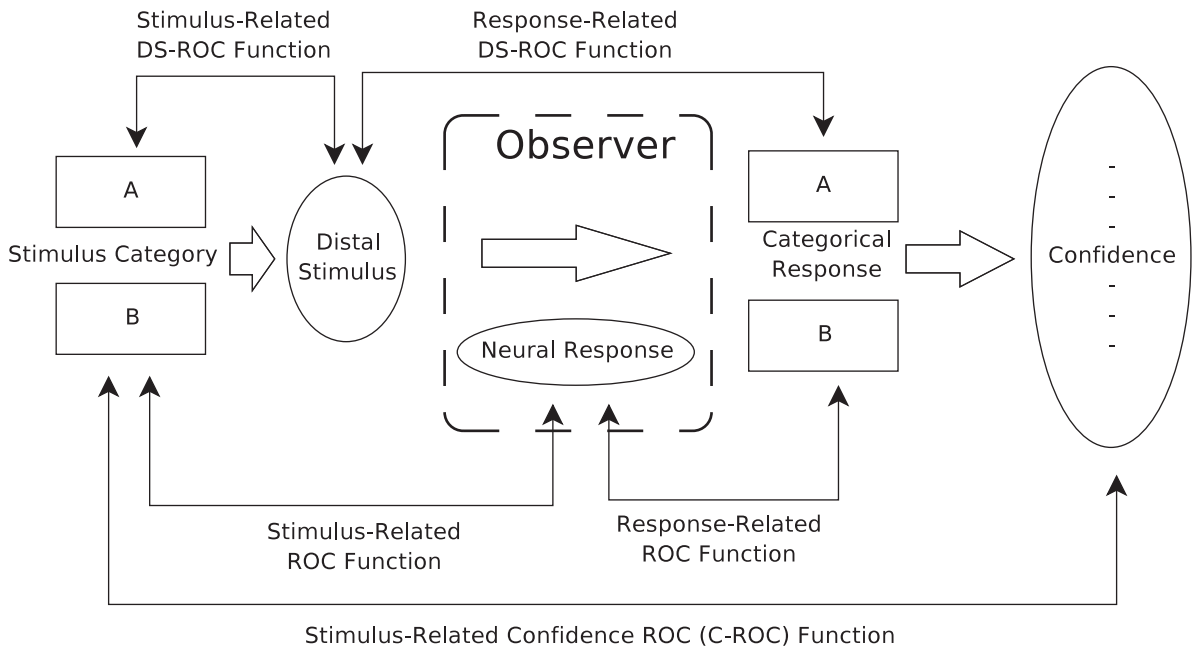 Stimulus-Related
DS-ROC Function
Response-Related
DS-ROC Function
Observer
A
Stimulus Category
B
Distal
Stimulus
Neural Response
A
Categorical
Response
B
Confidence
Stimulus-Related
ROC Function
Response-Related
ROC Function
Stimulus-Related Confidence ROC (C-ROC) Function